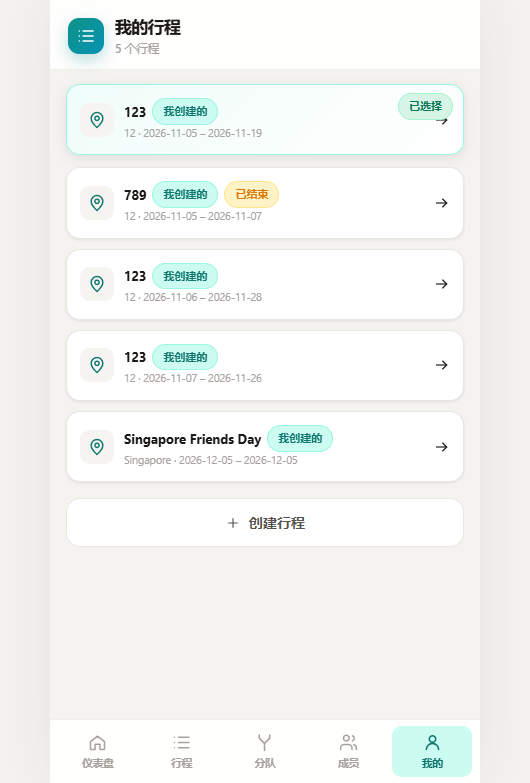 我的行程
5 个行程
已选择
123 我创建的
12 · 2026-11-05 – 2026-11-19
789 我创建的 已结束
12 · 2026-11-05 – 2026-11-07
123 我创建的
12 · 2026-11-06 – 2026-11-28
123 我创建的
12 · 2026-11-07 – 2026-11-26
Singapore Friends Day 我创建的
Singapore · 2026-12-05 – 2026-12-05
+ 创建行程
仪表盘 行程 分队 成员 我的